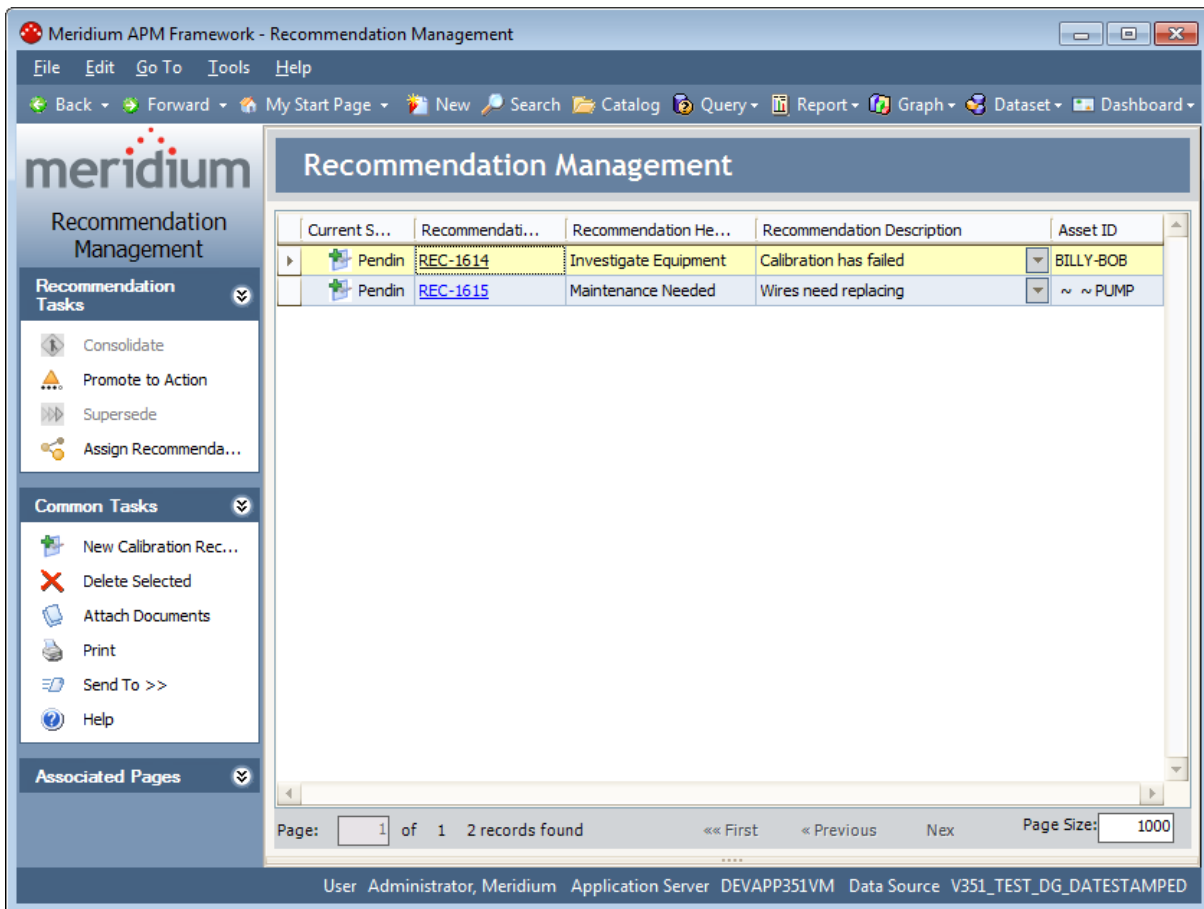 Meridium APM Framework - Recommendation Management
File Edit Go To Tools Help
Back Forward My Start Page New Search Catalog Query Report Graph Dataset Dashboard
meridium
Recommendation
Management
Recommendation
Tasks
Consolidate
Promote to Action
Supersede
Assign Recommenda...
Common Tasks
New Calibration Rec...
Delete Selected
Attach Documents
Print
Send To >>
Help
Associated Pages
Recommendation Management
Current S... Recommendati... Recommendation He... Recommendation Description Asset ID
Pendin REC-1614 Investigate Equipment Calibration has failed BILLY-BOB
Pendin REC-1615 Maintenance Needed Wires need replacing ~ ~ PUMP
Page: 1 of 1 2 records found «« First « Previous Nex Page Size: 1000
User Administrator, Meridium Application Server DEVAPP351VM Data Source V351_TEST_DG_DATESTAMPED